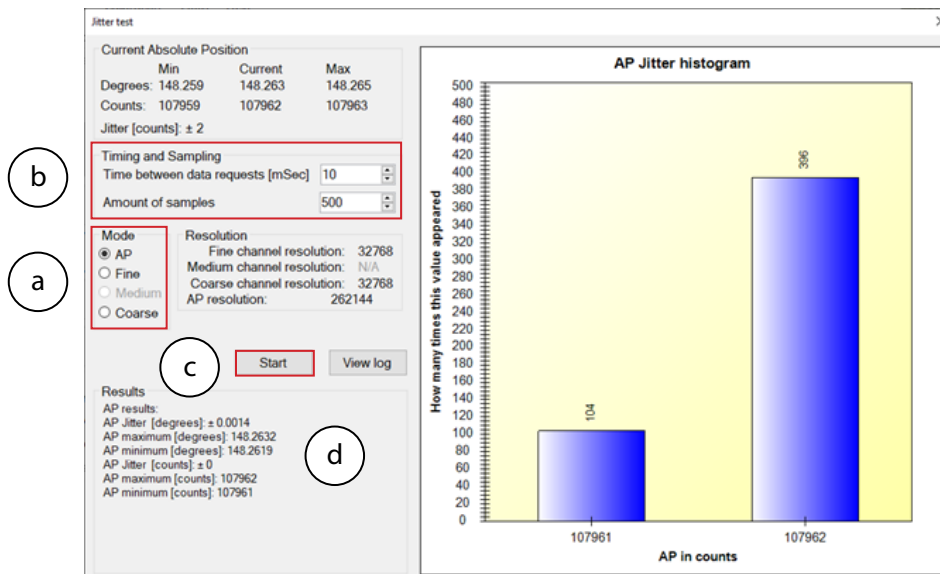 Jitter test
Current Absolute Position
Min Current Max
Degrees: 148.259 148.263 148.265
Counts: 107959 107962 107963
Jitter [counts]: ± 2
b
Timing and Sampling
Time between data requests [mSec] 10
Amount of samples 500
a
Mode
AP
Fine
Medium
Coarse
Resolution
Fine channel resolution: 32768
Medium channel resolution: N/A
Coarse channel resolution: 32768
AP resolution: 262144
c
Start View log
Results
AP results:
AP Jitter [degrees]: ± 0.0014
AP maximum [degrees]: 148.2632
AP minimum [degrees]: 148.2619
AP Jitter [counts]: ± 0
AP maximum [counts]: 107962
AP minimum [counts]: 107961
d
AP Jitter histogram
How many times this value appeared
500
480
460
440
420
400
380
360
340
320
300
280
260
240
220
200
180
160
140
120
100
80
60
40
20
0
104
396
107961 107962
AP in counts